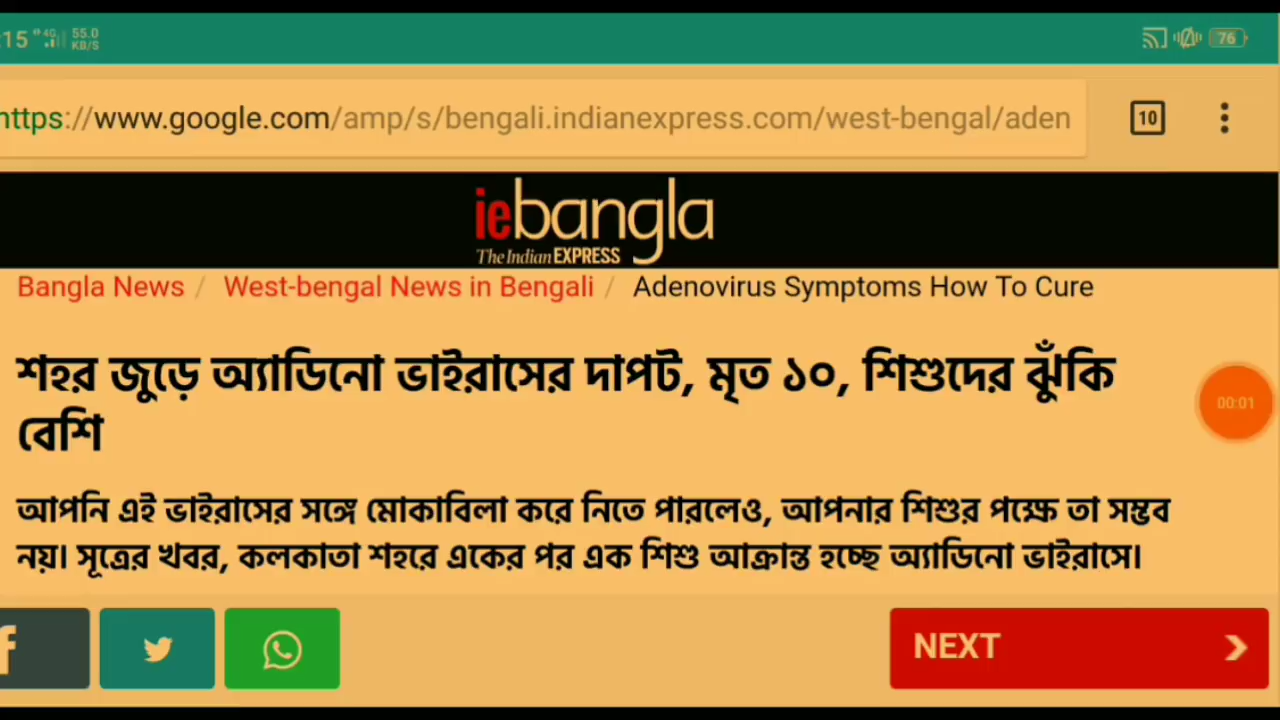 :15 4G 55.0 KB/S 76
https://www.google.com/amp/s/bengali.indianexpress.com/west-bengal/aden 10
iebangla
The Indian EXPRESS
Bangla News / West-bengal News in Bengali / Adenovirus Symptoms How To Cure
শহর জুড়ে অ্যাডিনো ভাইরাসের দাপট, মৃত ১০, শিশুদের ঝুঁকি
বেশি
00:01
আপনি এই ভাইরাসের সঙ্গে মোকাবিলা করে নিতে পারলেও, আপনার শিশুর পক্ষে তা সম্ভব
নয়। সূত্রের খবর, কলকাতা শহরে একের পর এক শিশু আক্রান্ত হচ্ছে অ্যাডিনো ভাইরাসে।
NEXT